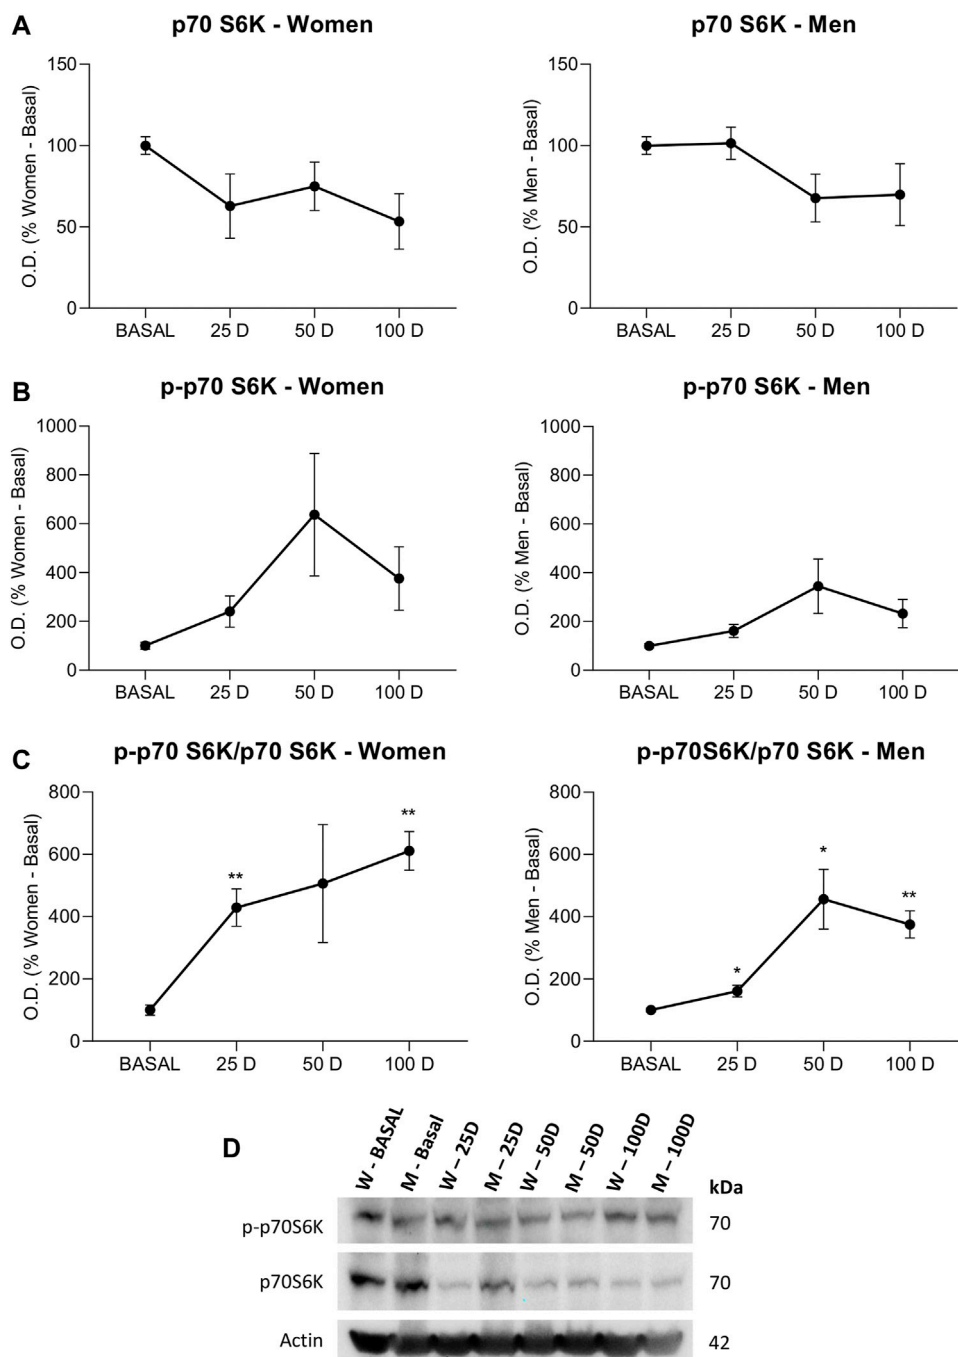 A
p70 S6K - Women
p70 S6K - Men
O.D. (% Women - Basal)
150
100
50
0
BASAL 25 D 50 D 100 D
O.D. (% Men - Basal)
150
100
50
0
BASAL 25 D 50 D 100 D
B
p-p70 S6K - Women
p-p70 S6K - Men
O.D. (% Women - Basal)
1000
800
600
400
200
0
BASAL 25 D 50 D 100 D
O.D. (% Men - Basal)
1000
800
600
400
200
0
BASAL 25 D 50 D 100 D
C
p-p70 S6K/p70 S6K - Women
p-p70S6K/p70 S6K - Men
O.D. (% Women - Basal)
800
600
400
200
0
**
**
BASAL 25 D 50 D 100 D
O.D. (% Men - Basal)
800
600
400
200
0
*
*
**
BASAL 25 D 50 D 100 D
D
W - BASAL
M - Basal
W – 25D
M – 25D
W – 50D
M – 50D
W – 100D
M – 100D
kDa
p-p70S6K 70
p70S6K 70
Actin 42